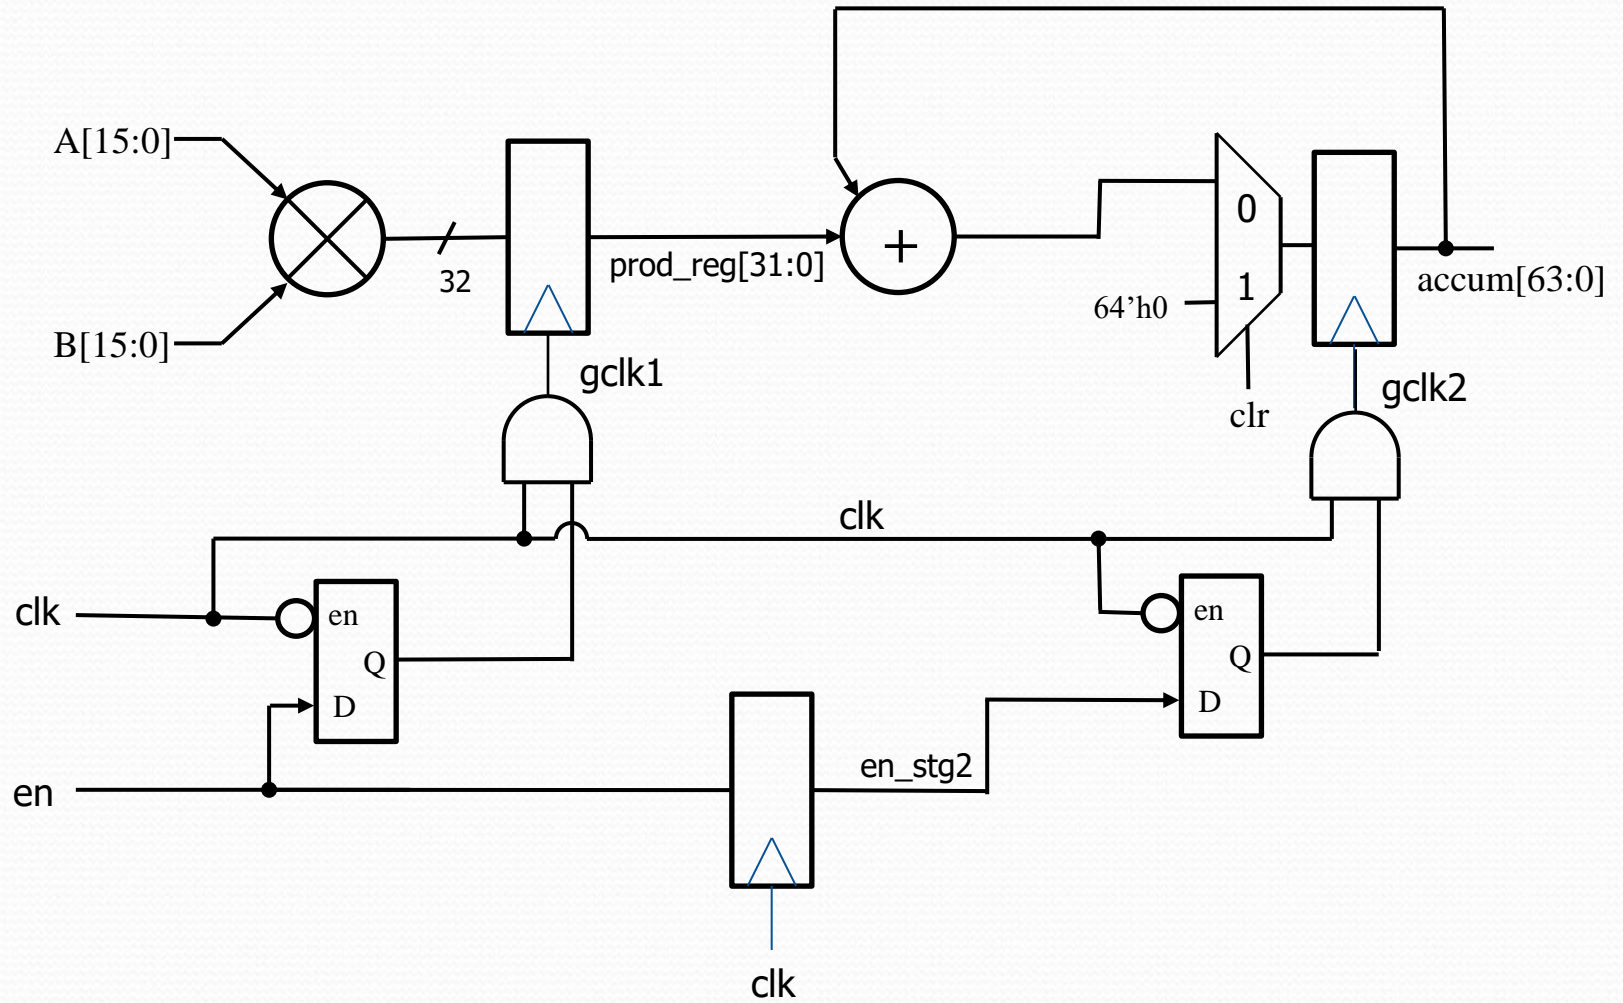 A[15:0]
B[15:0]
32
prod_reg[31:0]
+
0
1
64'h0
clr
accum[63:0]
gclk1
gclk2
clk
clk
en
Q
D
en
Q
D
en
en_stg2
clk